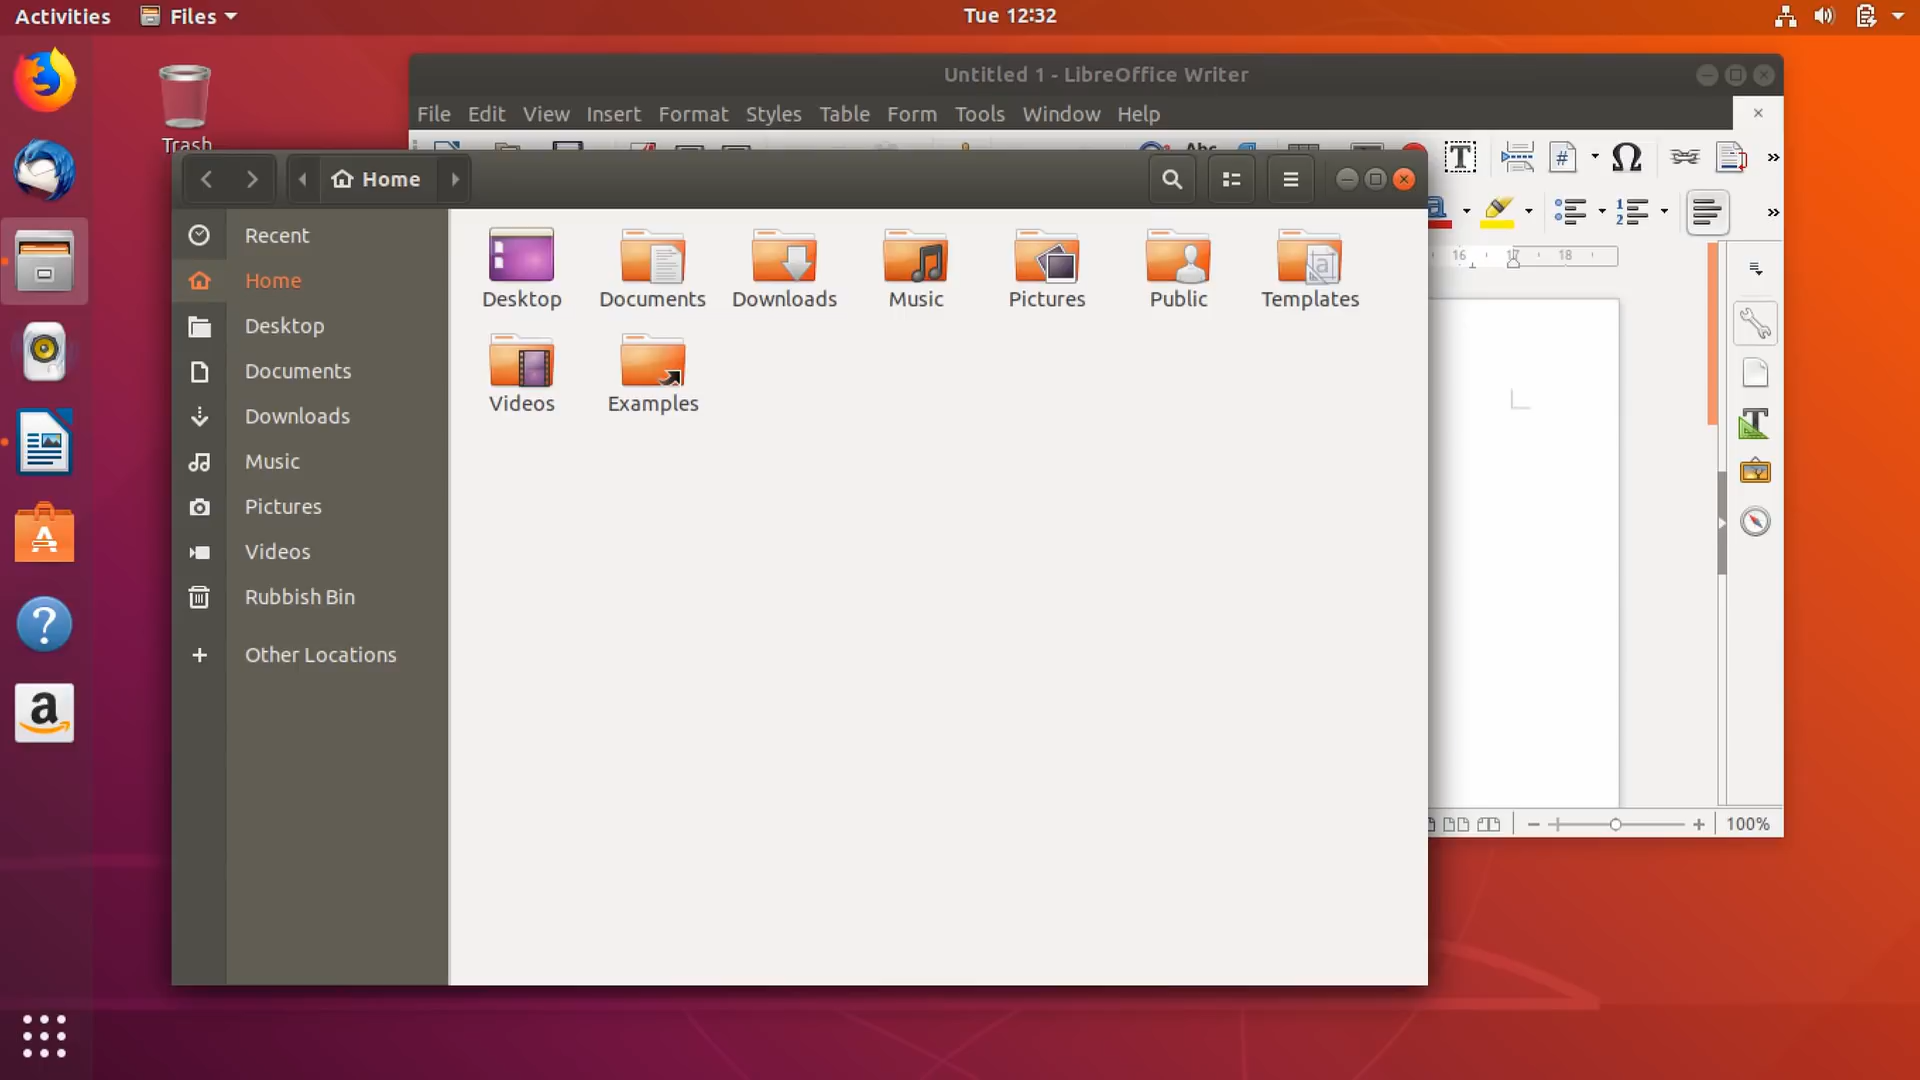 Activities
Files
Tue 12:32
Trash
Untitled 1 - LibreOffice Writer
File Edit View Insert Format Styles Table Form Tools Window Help
Home
Recent
Home
Desktop
Documents
Downloads
Music
Pictures
Videos
Rubbish Bin
Other Locations
Desktop Documents Downloads Music Pictures Public Templates
Videos Examples
16 17 18
100%